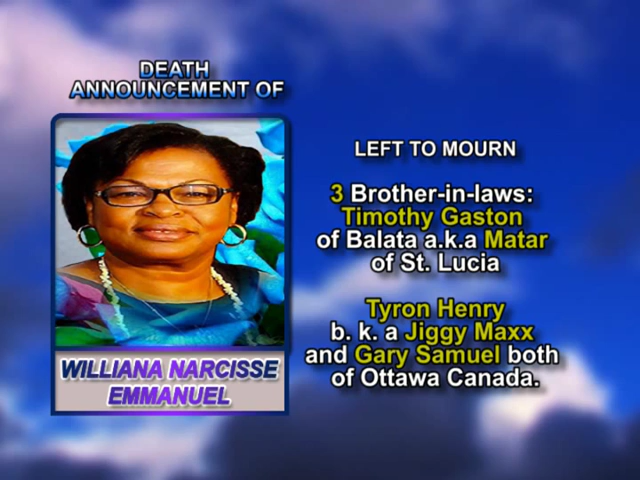 DEATH
ANNOUNCEMENT OF
WILLIANA NARCISSE
EMMANUEL
LEFT TO MOURN
3 Brother-in-laws:
Timothy Gaston
of Balata a.k.a Matar
of St. Lucia
Tyron Henry
b. k. a Jiggy Maxx
and Gary Samuel both
of Ottawa Canada.